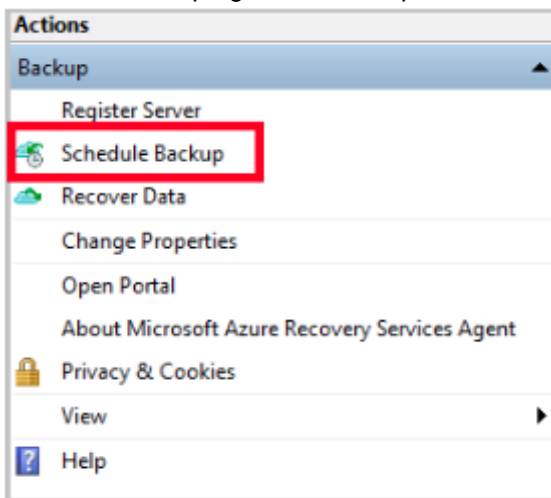 Actions
Backup
Register Server
Schedule Backup
Recover Data
Change Properties
Open Portal
About Microsoft Azure Recovery Services Agent
Privacy & Cookies
View
Help